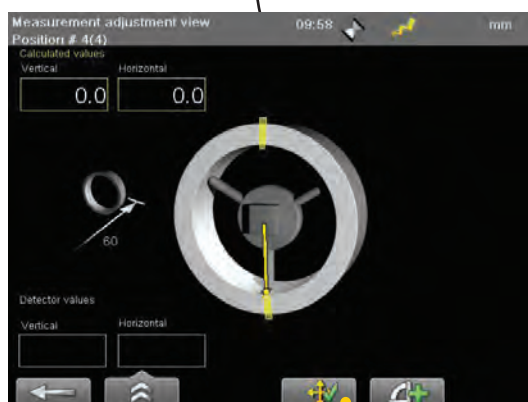 Measurement adjustment view 09:58 mm
Position # 4(4)
Calculated values
Vertical Horizontal
0.0 0.0
60
Detector values
Vertical Horizontal